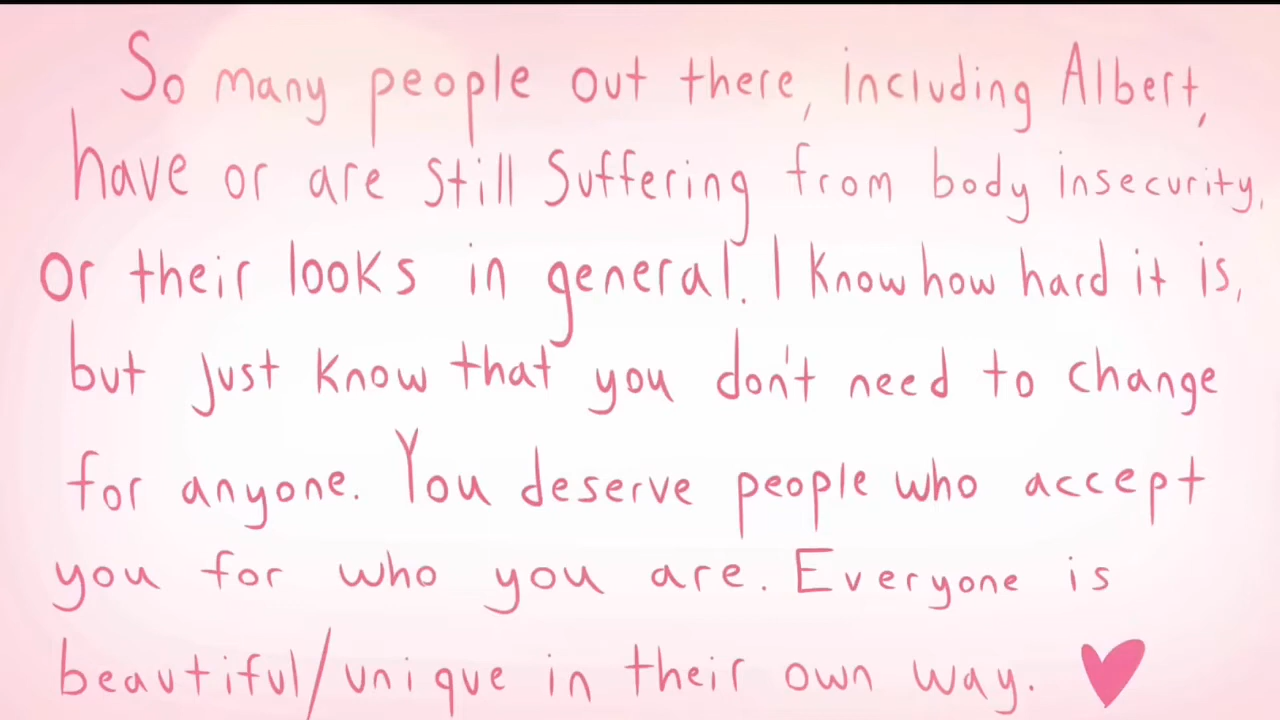 So many people out there, including Albert,
have or are still suffering from body insecurity.
Or their looks in general. I know how hard it is,
but just know that you don't need to change
for anyone. You deserve people who accept
you for who you are. Everyone is
beautiful/unique in their own way. ♥